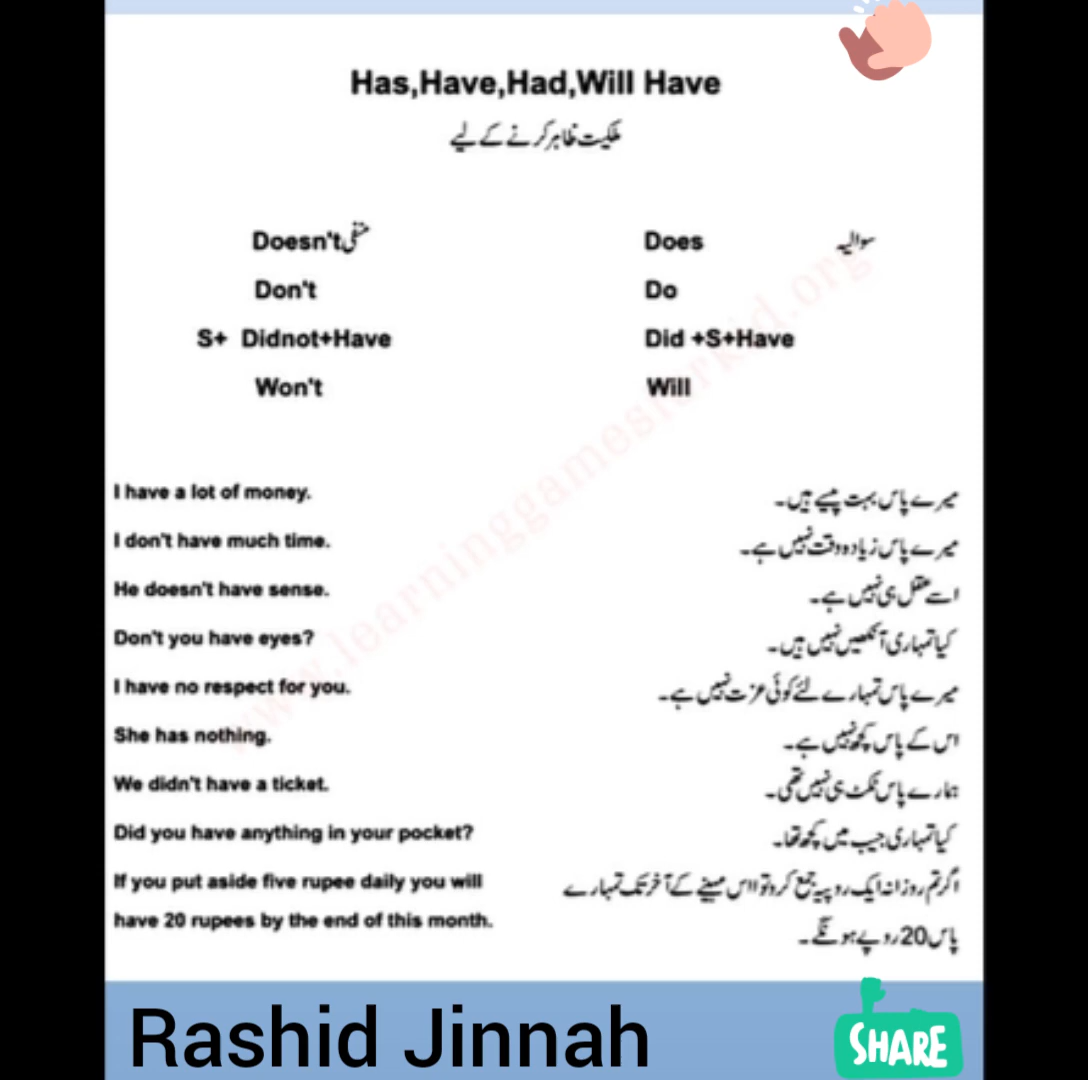 Has,Have,Had,Will Have
ملکیت ظاہر کرنے کے لیے
Doesn't منفی Does سوالیہ
Don't Do
S+ Didnot+Have Did +S+Have
Won't Will
I have a lot of money. میرے پاس بہت پیسے ہیں۔
I don't have much time. میرے پاس زیادہ وقت نہیں ہے۔
He doesn't have sense. اسے عقل ہی نہیں ہے۔
Don't you have eyes? کیا تمہاری آنکھیں نہیں ہیں۔
I have no respect for you. میرے پاس تمہارے لئے کوئی عزت نہیں ہے۔
She has nothing. اس کے پاس کچھ نہیں ہے۔
We didn't have a ticket. ہمارے پاس ٹکٹ ہی نہیں تھی۔
Did you have anything in your pocket? کیا تمہاری جیب میں کچھ تھا۔
If you put aside five rupee daily you will اگر تم روزانہ ایک روپیہ جمع کرو تو اس مہینے کے آخر تک تمہارے
have 20 rupees by the end of this month. پاس 20 روپے ہونگے۔
www.learninggamesforkid.org
Rashid Jinnah
SHARE